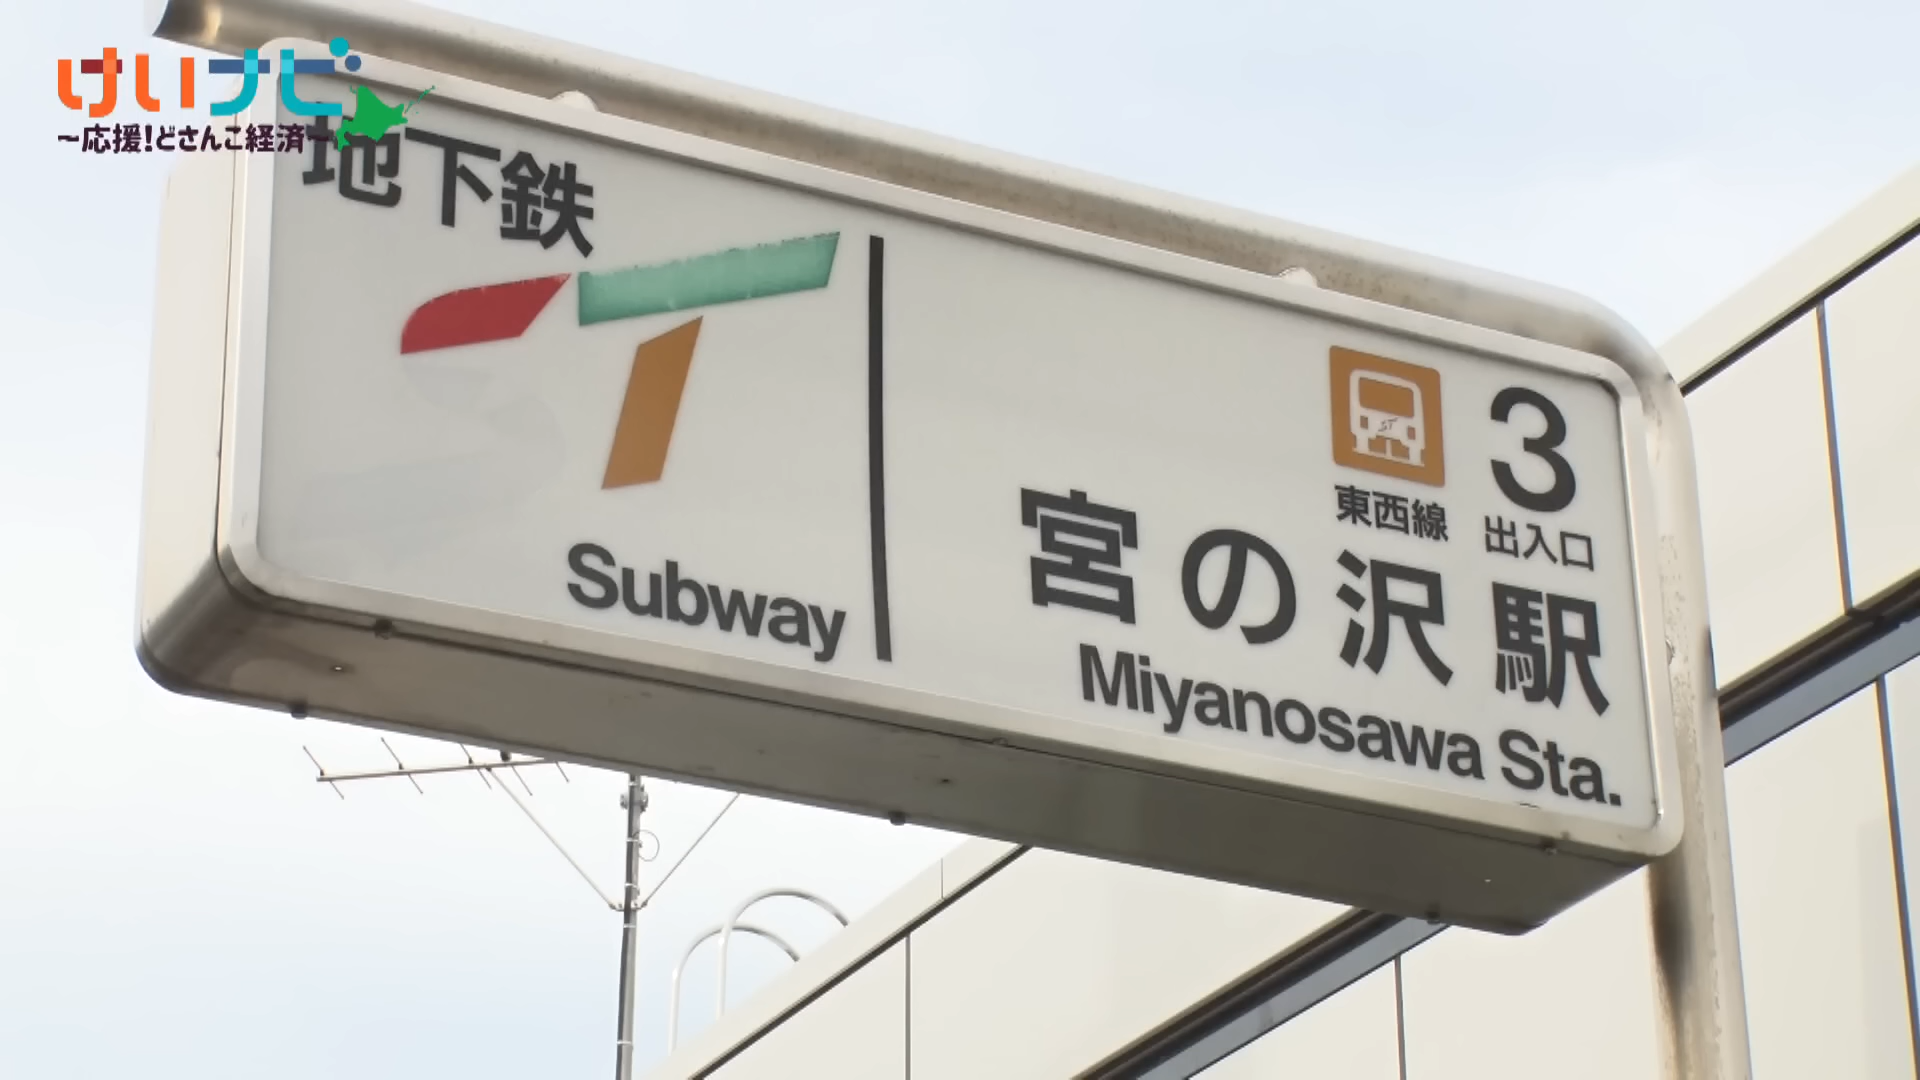 けいナビ
～応援!どさんこ経済～
地下鉄
Subway
3
東西線
出入口
宮の沢駅
Miyanosawa Sta.